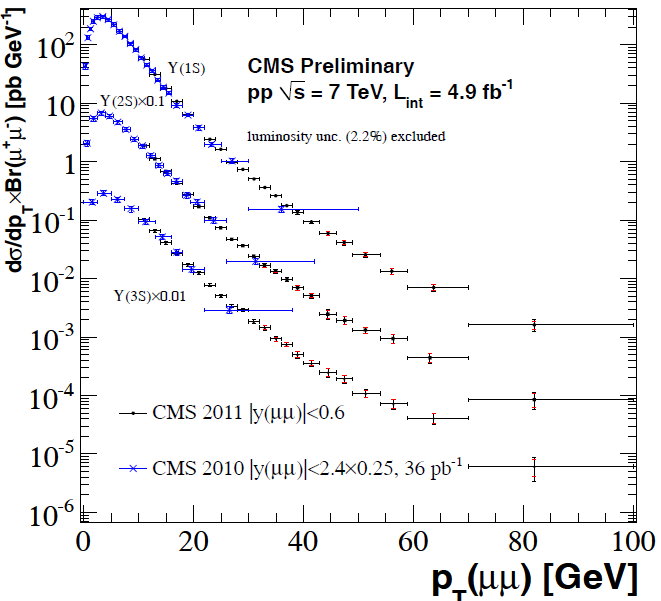 dσ/dp_T×Br(μ⁺μ⁻) [pb GeV⁻¹]
10²
10
1
10⁻¹
10⁻²
10⁻³
10⁻⁴
10⁻⁵
10⁻⁶
Υ(1S)
Υ(2S)×0.1
Υ(3S)×0.01
CMS Preliminary
pp √s = 7 TeV, L_int = 4.9 fb⁻¹
luminosity unc. (2.2%) excluded
CMS 2011 |y(μμ)|<0.6
CMS 2010 |y(μμ)|<2.4×0.25, 36 pb⁻¹
0 20 40 60 80 100
p_T(μμ) [GeV]